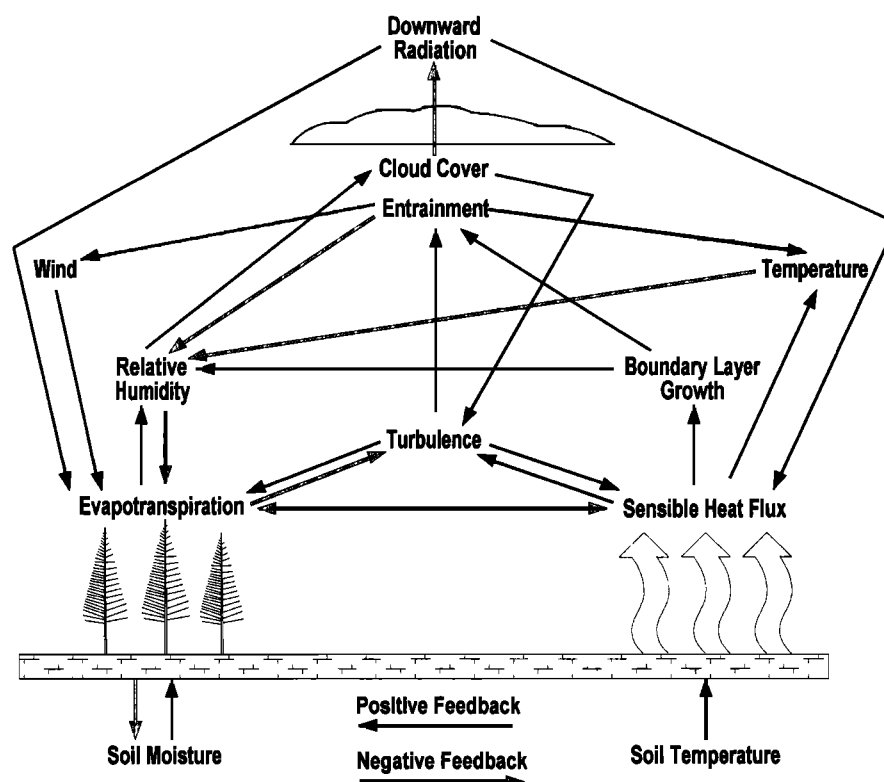 Downward
Radiation
Cloud Cover
Entrainment
Wind
Temperature
Relative
Humidity
Boundary Layer
Growth
Turbulence
Evapotranspiration
Sensible Heat Flux
Positive Feedback
Soil Moisture
Negative Feedback
Soil Temperature